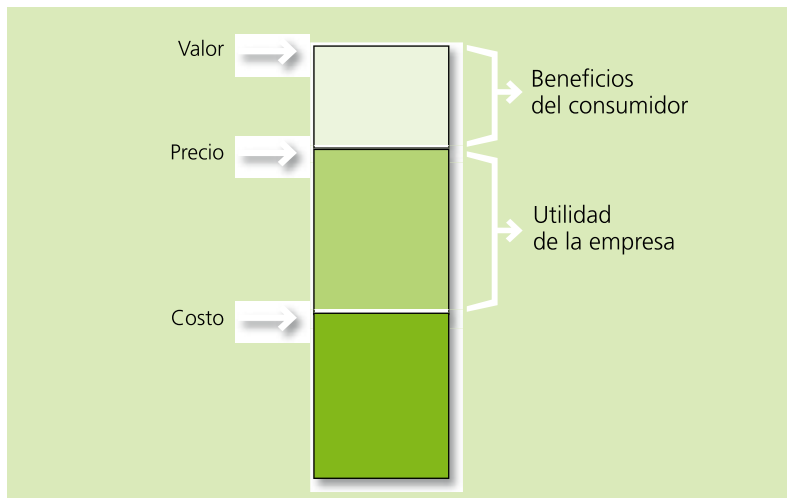 Valor
Beneficios
del consumidor
Precio
Utilidad
de la empresa
Costo